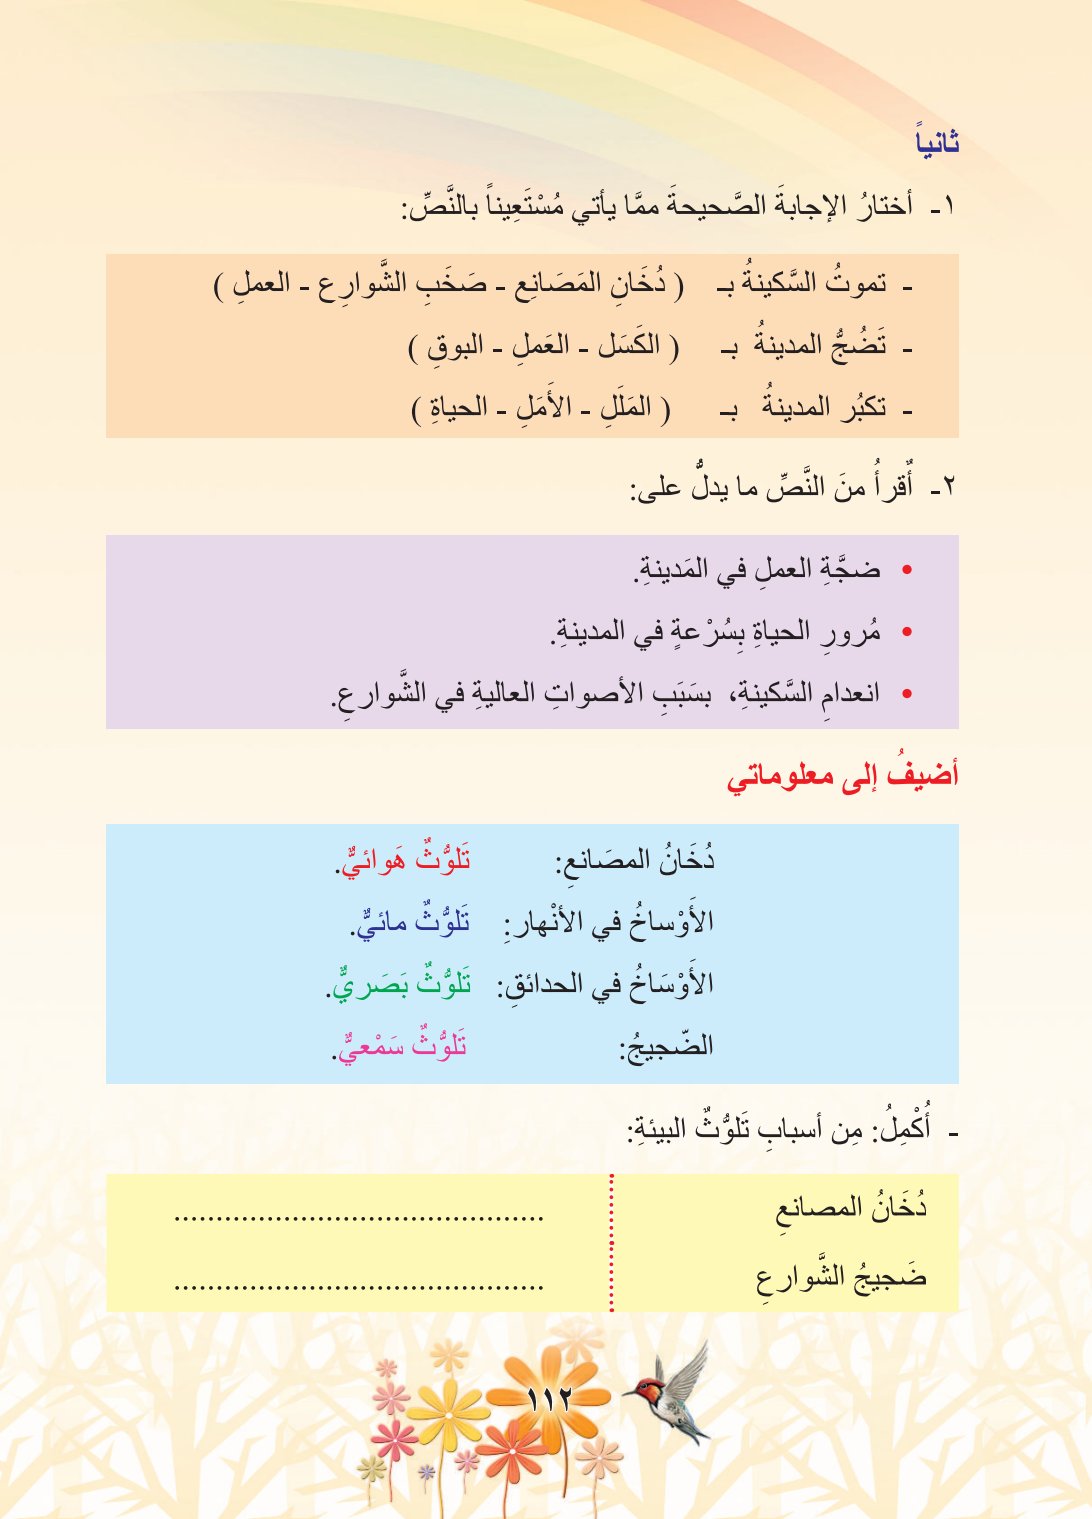 ثانياً
١- أختارُ الإجابةَ الصَّحيحةَ ممَّا يأتي مُسْتَعِيناً بالنَّصِّ:
- تموتُ السَّكينةُ بـ ( دُخَانِ المَصَانِع - صَخَبِ الشَّوارِع - العملِ )
- تَضُجُّ المدينةُ بـ ( الكَسَل - العَملِ - البوقِ )
- تكبُر المدينةُ بـ ( المَلَلِ - الأَمَلِ - الحياةِ )
٢- أٌقرأُ منَ النَّصِّ ما يدلُّ على:
• ضجَّةِ العملِ في المَدينةِ.
• مُرورِ الحياةِ بِسُرْعةٍ في المدينةِ.
• انعدامِ السَّكينةِ، بسَبَبِ الأصواتِ العاليةِ في الشَّوارعِ.
أضيفُ إلى معلوماتي
دُخَانُ المصَانعِ: تَلوُّثٌ هَوائيٌّ.
الأَوْساخُ في الأنْهارِ: تَلوُّثٌ مائيٌّ.
الأَوْسَاخُ في الحدائقِ: تَلوُّثٌ بَصَريٌّ.
الضّجيجُ: تَلوُّثٌ سَمْعيٌّ.
- أُكْمِلُ: مِن أسبابِ تَلوُّثٌ البيئةِ:
دُخَانُ المصانعِ ............................................
ضَجيجُ الشَّوارعِ ............................................
١١٢